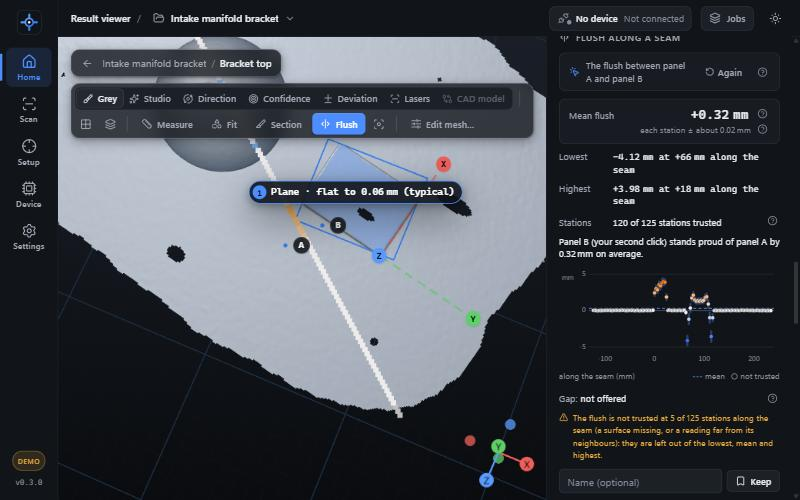 Result viewer / Intake manifold bracket
No device Not connected
Jobs
Home
Scan
Setup
Device
Settings
DEMO
v0.3.0
Intake manifold bracket / Bracket top
Grey Studio Direction Confidence Deviation Lasers CAD model
Measure Fit Section Flush Edit mesh...
1 Plane · flat to 0.06 mm (typical)
X
B
A
Z
Y
Y
X
Z
FLUSH ALONG A SEAM
The flush between panel
A and panel B
Again
Mean flush +0.32 mm
each station ± about 0.02 mm
Lowest −4.12 mm at +66 mm along the
seam
Highest +3.98 mm at +18 mm along the
seam
Stations 120 of 125 stations trusted
Panel B (your second click) stands proud of panel A by
0.32 mm on average.
mm
5
0
-5
-100 0 100 200
along the seam (mm) mean not trusted
Gap: not offered
The flush is not trusted at 5 of 125 stations along the
seam (a surface missing, or a reading far from its
neighbours): they are left out of the lowest, mean and
highest.
Name (optional) Keep